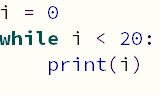 i = 0
while i < 20:
    print(i)